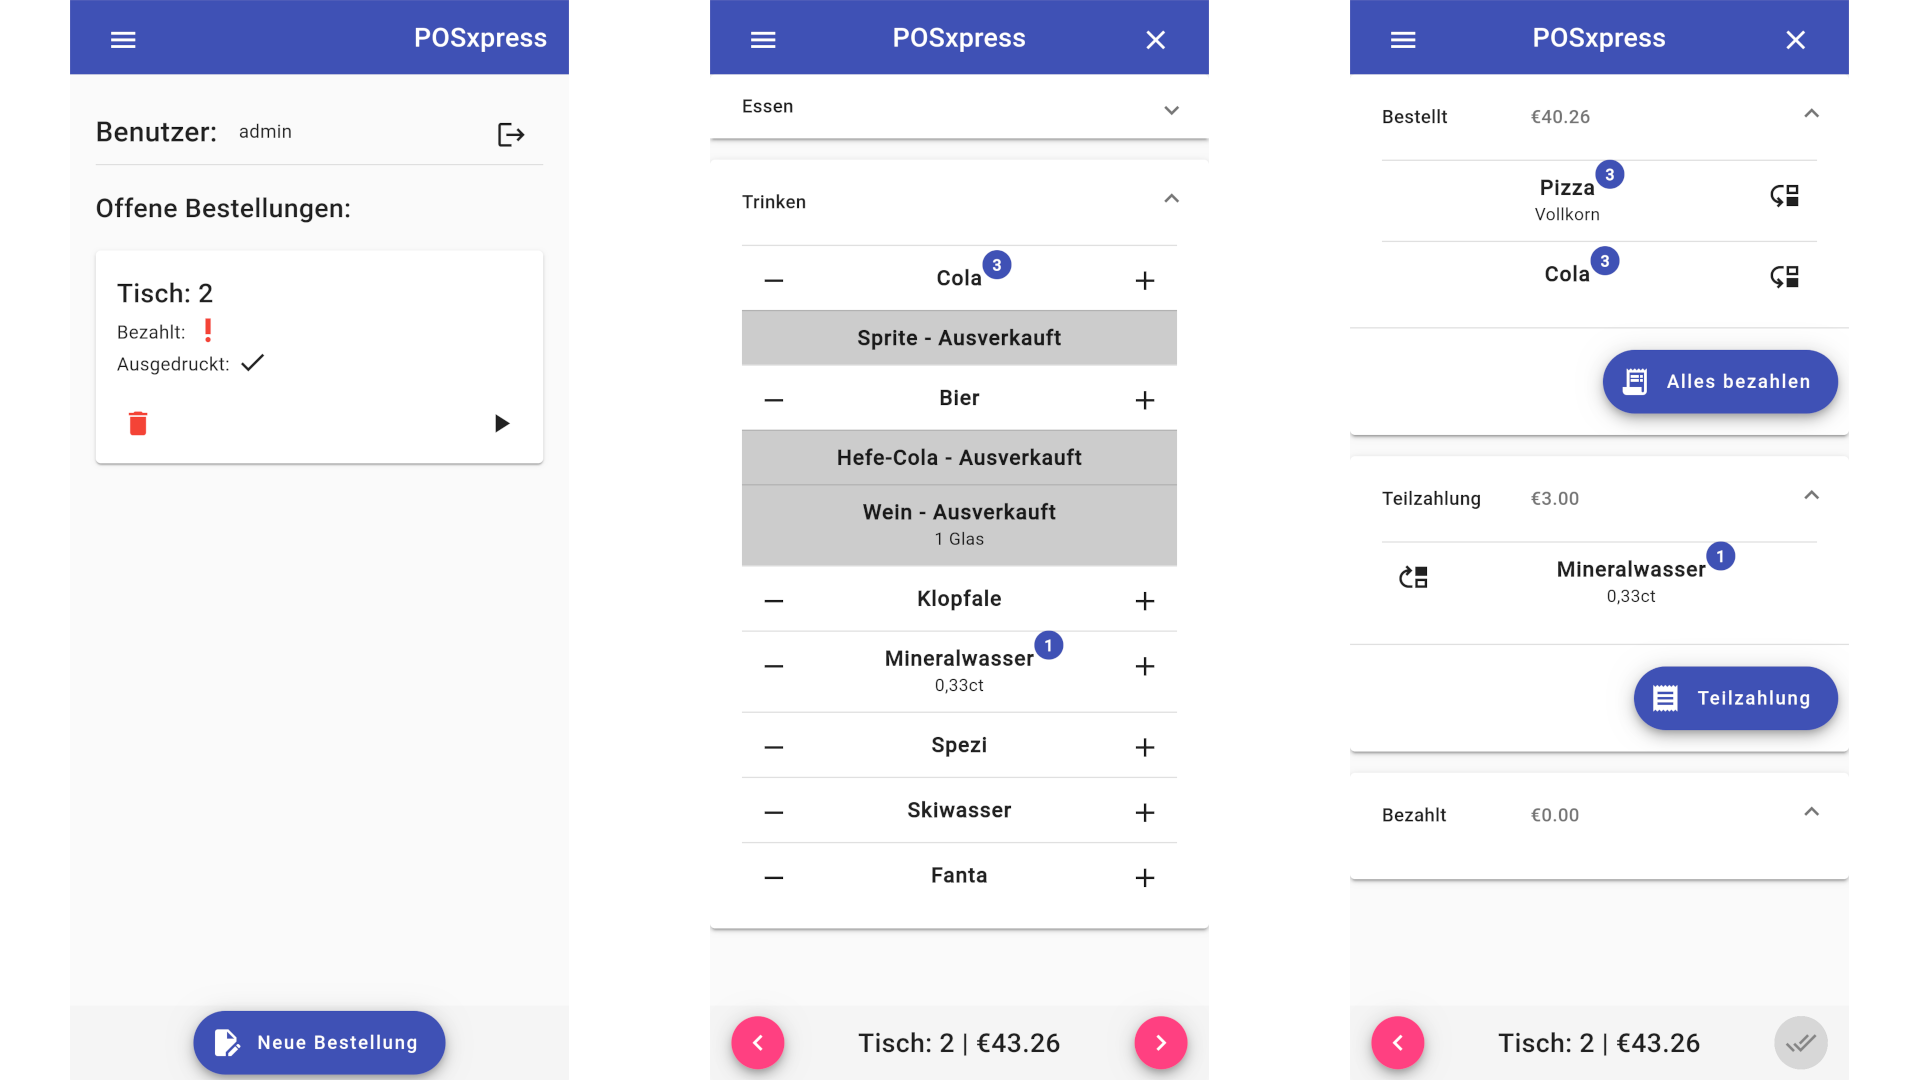 POSxpress
Benutzer: admin
Offene Bestellungen:
Tisch: 2
Bezahlt:
Ausgedruckt:
Neue Bestellung
POSxpress
Essen
Trinken
Cola 3
Sprite - Ausverkauft
Bier
Hefe-Cola - Ausverkauft
Wein - Ausverkauft
1 Glas
Klopfale
Mineralwasser 1
0,33ct
Spezi
Skiwasser
Fanta
Tisch: 2 | €43.26
POSxpress
Bestellt €40.26
Pizza 3
Vollkorn
Cola 3
Alles bezahlen
Teilzahlung €3.00
Mineralwasser 1
0,33ct
Teilzahlung
Bezahlt €0.00
Tisch: 2 | €43.26